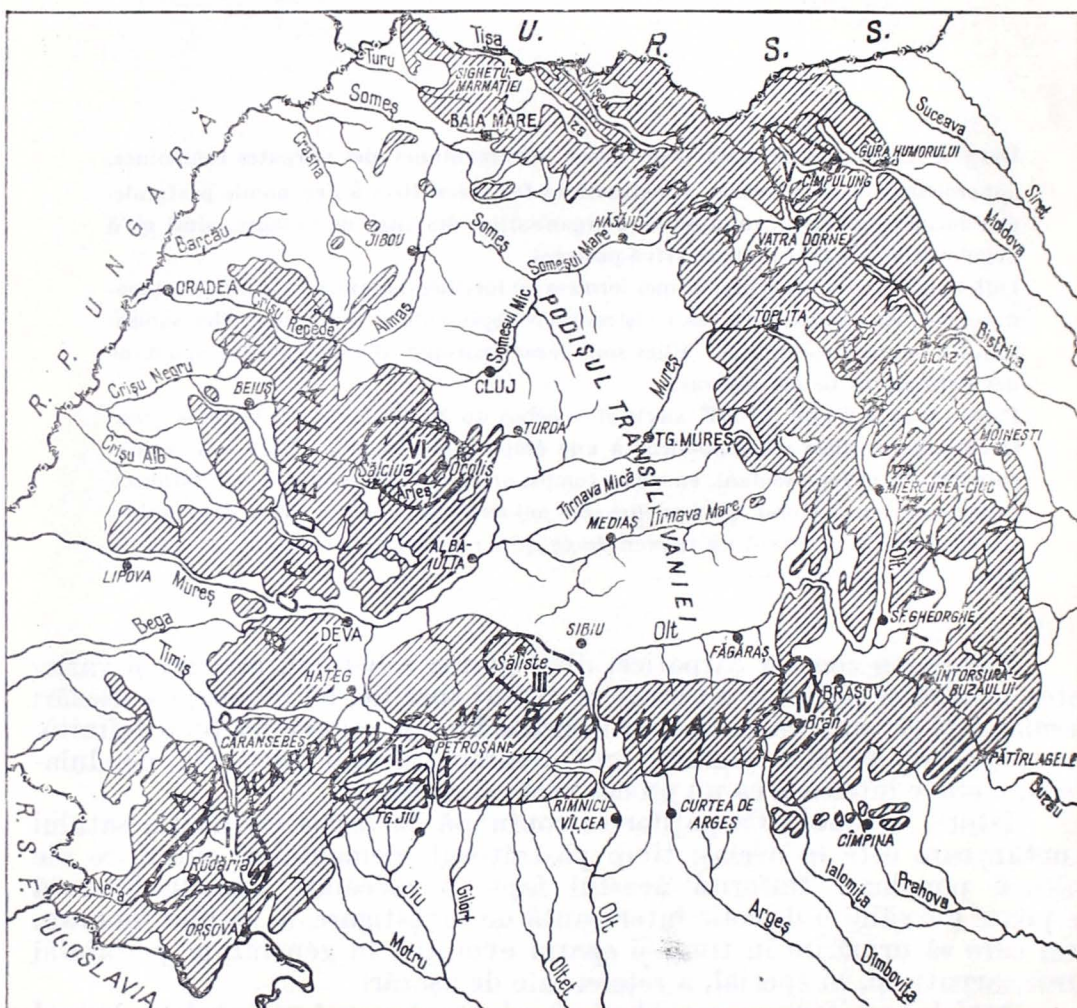 U. R. S. S.
Tisa
Turu
SIGHETU-
MARMAȚIEI
Vișeu
Iza
Someș
BAIA MARE
Suceava
GURA HUMORULUI
V
CÎMPULUNG
Siret
Moldova
Crasna
NĂSĂUD
VATRA DORNEI
Barcău
JIBOU
Someș
Someșul Mare
R. P. UNGARĂ
ORADEA
Crișu
Repede
Almaș
Someșul Mic
TOPLIȚA
BICAZ
Bistrița
Crișu Negru
BEIUȘ
CLUJ
Mureș
PODIȘUL TRANSILVANIEI
TURDA
TG. MUREȘ
MOINEȘTI
Crișu Alb
VI
Sălciua
Ocoliș
Arieș
MIERCUREA-CIUC
Tîrnava Mică
MEDIAȘ
Tîrnava Mare
ALBA-
IULIA
LIPOVA
Mureș
Olt
Bega
DEVA
SIBIU
Olt
FĂGĂRAȘ
SF. GHEORGHE
Timiș
HAȚEG
Săliște
III
ÎNTORSURA-
BUZĂULUI
IV
BRAȘOV
Bran
CARPAȚII MERIDIONALI
CARANSEBEȘ
II
PETROȘANI
PĂTÎRLAGELE
Buzău
TG. JIU
RÎMNICU-
VÎLCEA
CURTEA DE
ARGEȘ
CÎMPINA
I
Rudăria
Nera
ORȘOVA
Jiu
Gilort
Olt
Ialomița
Prahova
Motru
Olteț
Argeș
Dîmbovița
R. S. F. IUGOSLAVIA